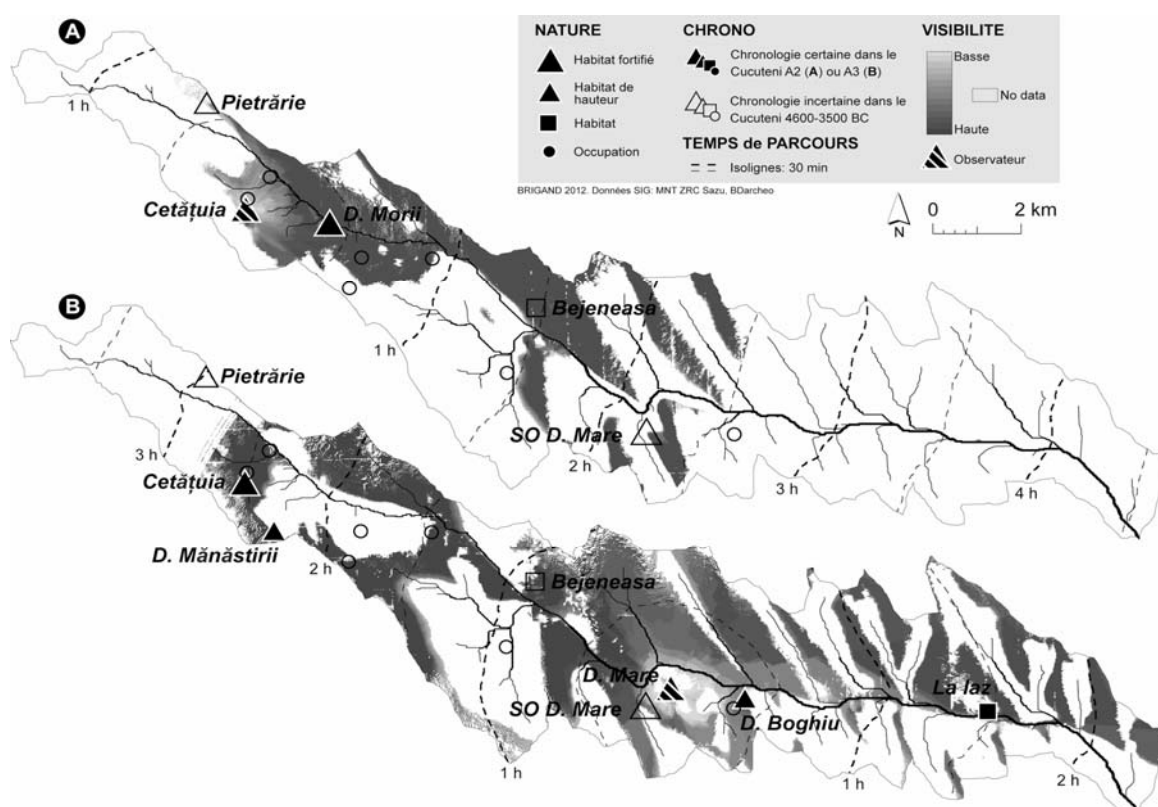 A
NATURE
Habitat fortifié
Habitat de
hauteur
Habitat
Occupation
CHRONO
Chronologie certaine dans le
Cucuteni A2 (A) ou A3 (B)
Chronologie incertaine dans le
Cucuteni 4600-3500 BC
TEMPS de PARCOURS
Isolignes: 30 min
VISIBILITE
Basse
No data
Haute
Observateur
BRIGAND 2012. Données SIG: MNT ZRC Sazu, BDarcheo
N
0 2 km
1 h
Pietrărie
Cetățuia
D. Morii
Bejeneasa
1 h
SO D. Mare
2 h
3 h
4 h
B
Pietrărie
3 h
Cetățuia
D. Mănăstirii
2 h
Bejeneasa
D. Mare
SO D. Mare
D. Boghiu
La Iaz
1 h
1 h
2 h